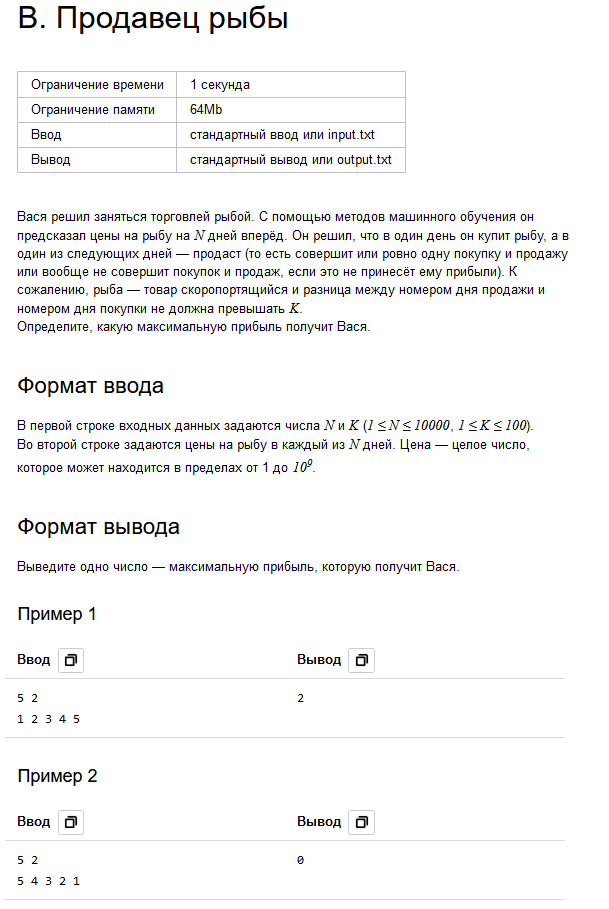 B. Продавец рыбы
Ограничение времени 1 секунда
Ограничение памяти 64Mb
Ввод стандартный ввод или input.txt
Вывод стандартный вывод или output.txt
Вася решил заняться торговлей рыбой. С помощью методов машинного обучения он
предсказал цены на рыбу на N дней вперёд. Он решил, что в один день он купит рыбу, а в
один из следующих дней — продаст (то есть совершит или ровно одну покупку и продажу
или вообще не совершит покупок и продаж, если это не принесёт ему прибыли). К
сожалению, рыба — товар скоропортящийся и разница между номером дня продажи и
номером дня покупки не должна превышать K.
Определите, какую максимальную прибыль получит Вася.
Формат ввода
В первой строке входных данных задаются числа N и K (1 ≤ N ≤ 10000, 1 ≤ K ≤ 100).
Во второй строке задаются цены на рыбу в каждый из N дней. Цена — целое число,
которое может находится в пределах от 1 до 10⁹.
Формат вывода
Выведите одно число — максимальную прибыль, которую получит Вася.
Пример 1
Ввод Вывод
5 2 2
1 2 3 4 5
Пример 2
Ввод Вывод
5 2 0
5 4 3 2 1